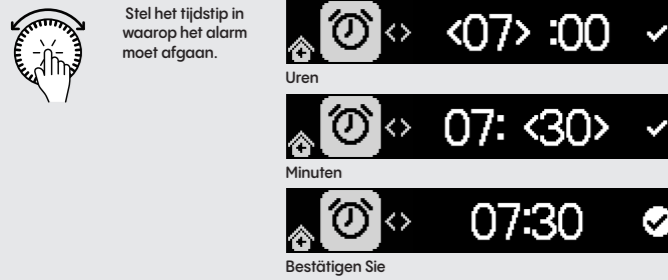 Stel het tijdstip in
waarop het alarm
moet afgaan.
<07> :00
Uren
07: <30>
Minuten
07:30
Bestätigen Sie